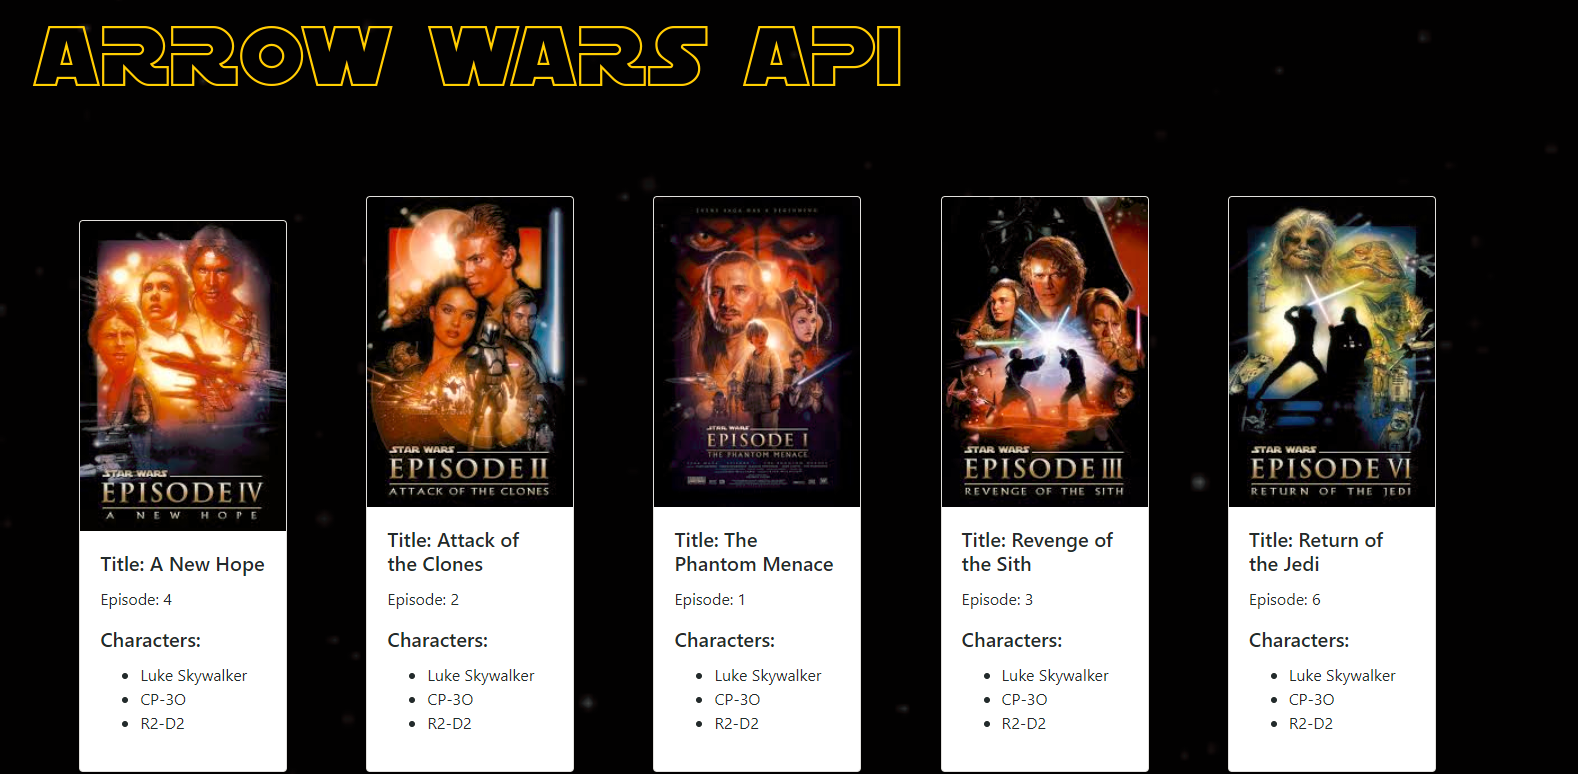 ARROW WARS API
STAR WARS
EPISODE IV
A NEW HOPE
Title: A New Hope
Episode: 4
Characters:
Luke Skywalker
CP-3O
R2-D2
STAR WARS
EPISODE II
ATTACK OF THE CLONES
Title: Attack of
the Clones
Episode: 2
Characters:
Luke Skywalker
CP-3O
R2-D2
EVERY SAGA HAS A BEGINNING
STAR WARS
EPISODE I
THE PHANTOM MENACE
Title: The
Phantom Menace
Episode: 1
Characters:
Luke Skywalker
CP-3O
R2-D2
STAR WARS
EPISODE III
REVENGE OF THE SITH
Title: Revenge of
the Sith
Episode: 3
Characters:
Luke Skywalker
CP-3O
R2-D2
STAR WARS
EPISODE VI
RETURN OF THE JEDI
Title: Return of
the Jedi
Episode: 6
Characters:
Luke Skywalker
CP-3O
R2-D2